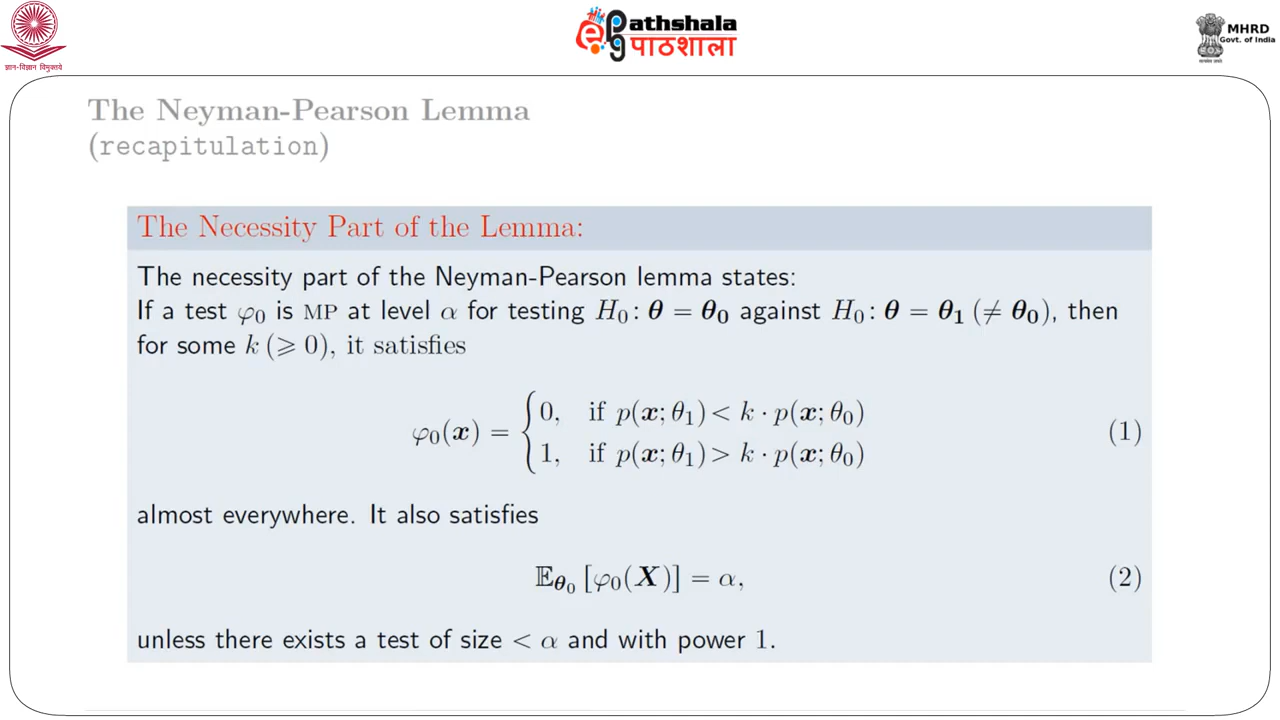 ज्ञान-विज्ञान विमुक्तये
ePG Pathshala
पाठशाला
MHRD
Govt. of India
The Neyman-Pearson Lemma
(recapitulation)
The Necessity Part of the Lemma:
The necessity part of the Neyman-Pearson lemma states:
If a test φ₀ is MP at level α for testing H₀ : θ = θ₀ against H₀ : θ = θ₁ (≠ θ₀), then
for some k (⩾ 0), it satisfies
φ₀(x) = { 0, if p(x; θ₁) < k · p(x; θ₀)
1, if p(x; θ₁) > k · p(x; θ₀) (1)
almost everywhere. It also satisfies
𝔼θ₀ [φ₀(X)] = α, (2)
unless there exists a test of size < α and with power 1.